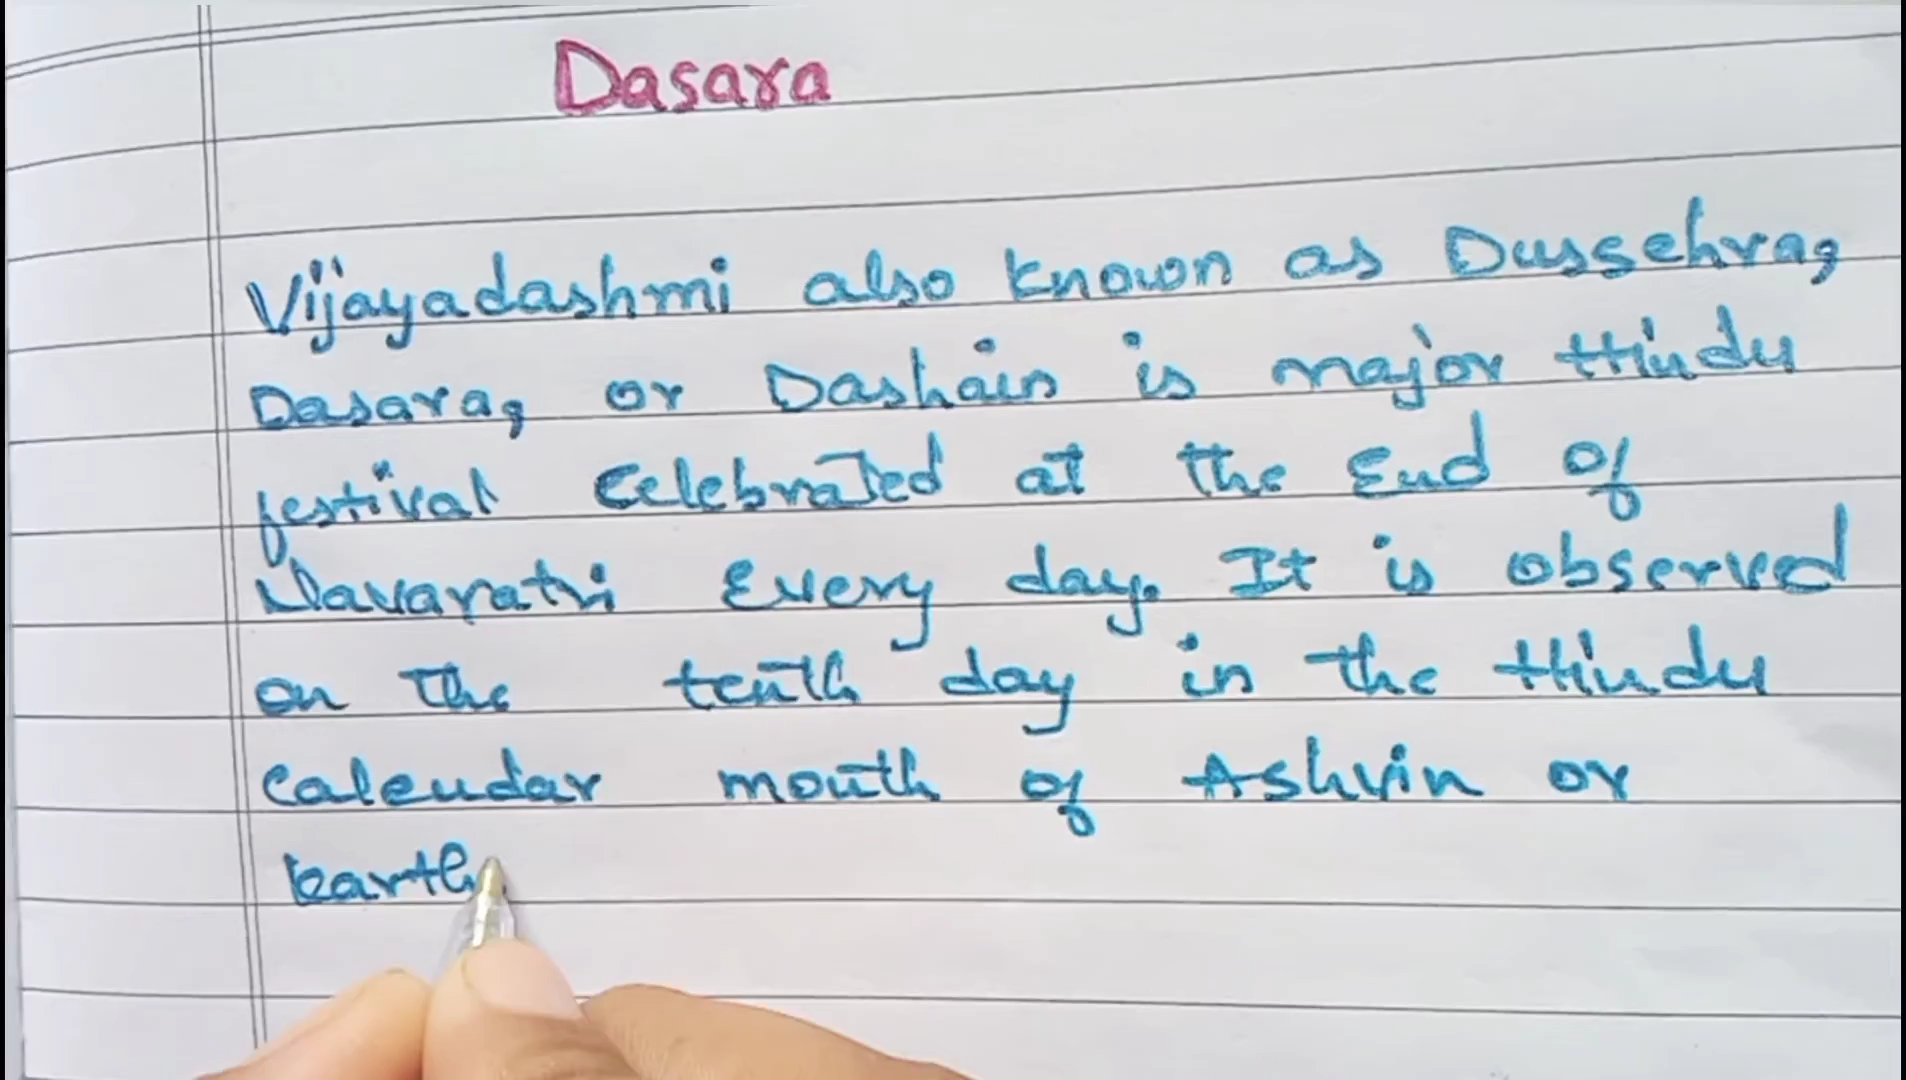 Dasara
Vijayadashmi also known as Dussehra,
Dasara, or Dashain is major Hindu
festival Celebrated at the End of
Navaratri Every day. It is observed
on the tenth day in the Hindu
Calendar month of Ashvin or
karth